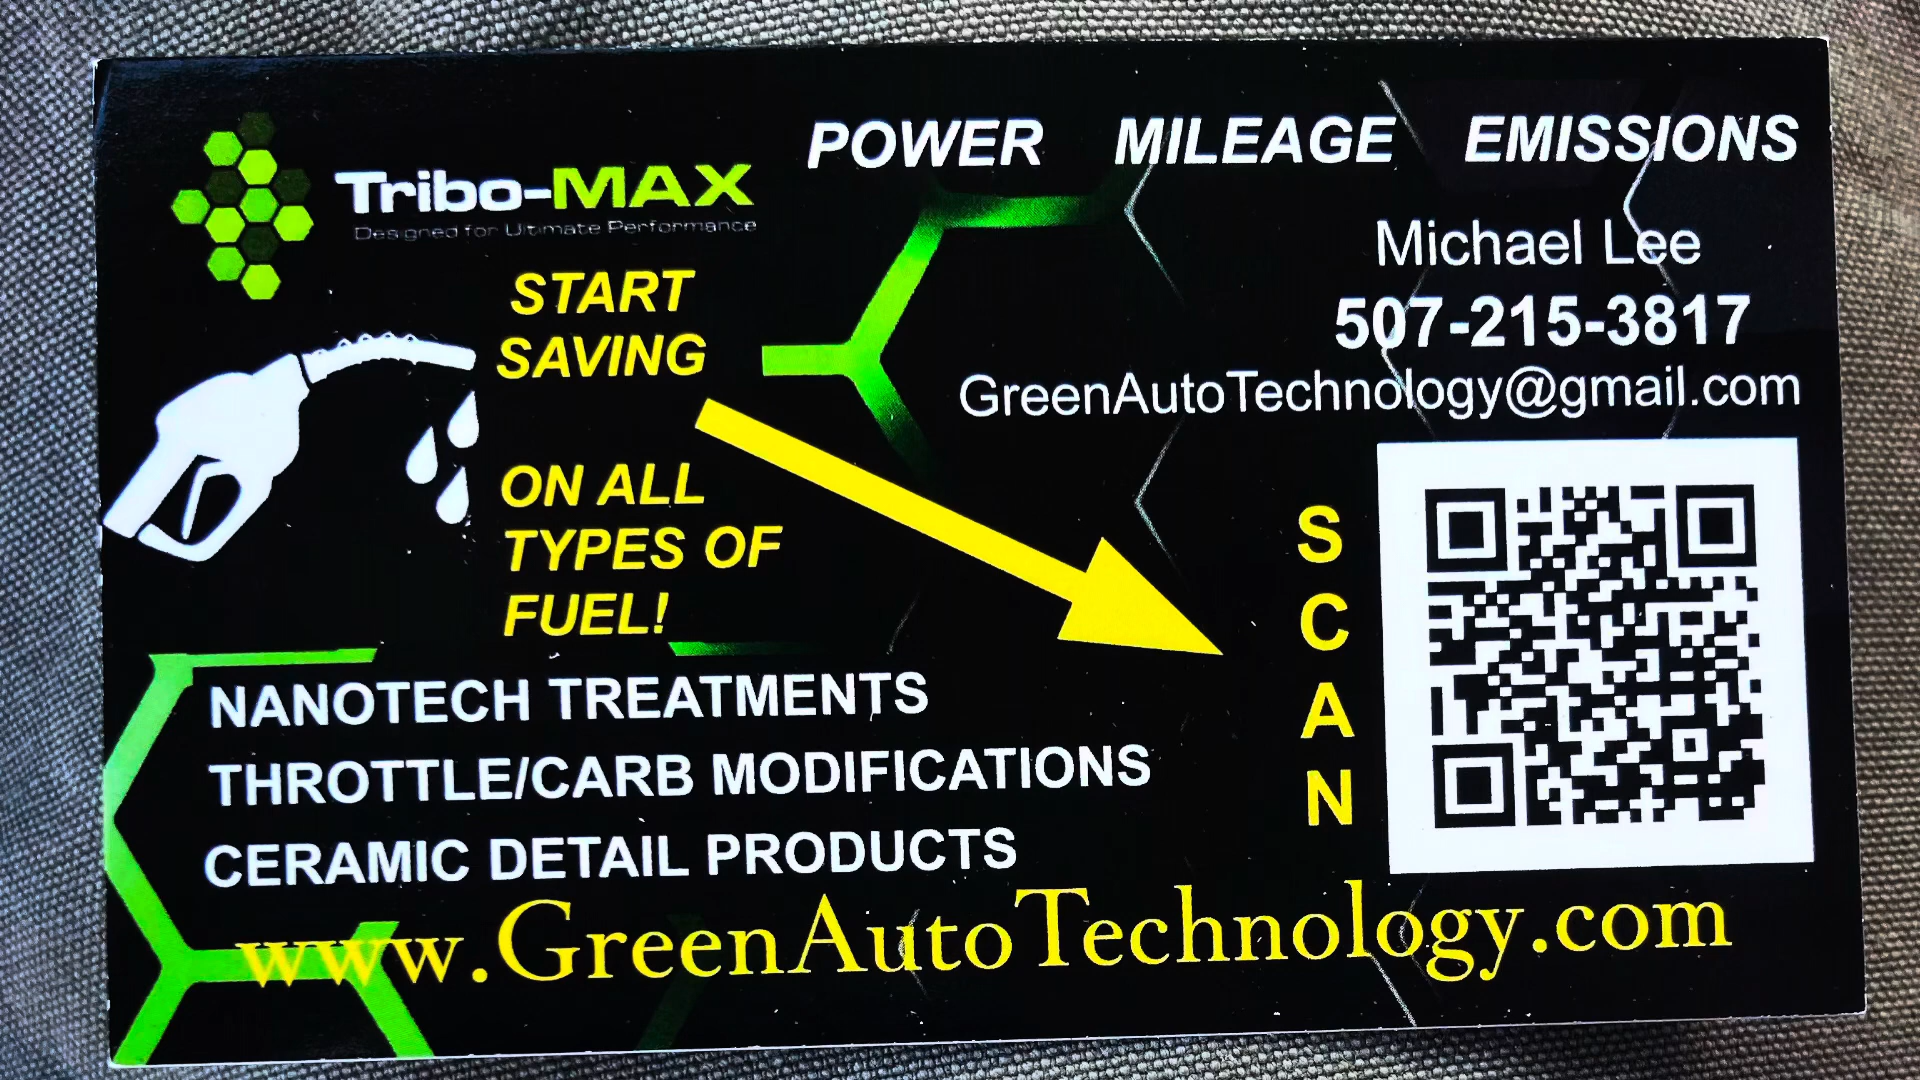 Tribo-MAX
Designed for Ultimate Performance
POWER MILEAGE EMISSIONS
Michael Lee
507-215-3817
GreenAutoTechnology@gmail.com
START
SAVING
ON ALL
TYPES OF
FUEL!
SCAN
NANOTECH TREATMENTS
THROTTLE/CARB MODIFICATIONS
CERAMIC DETAIL PRODUCTS
www.GreenAutoTechnology.com